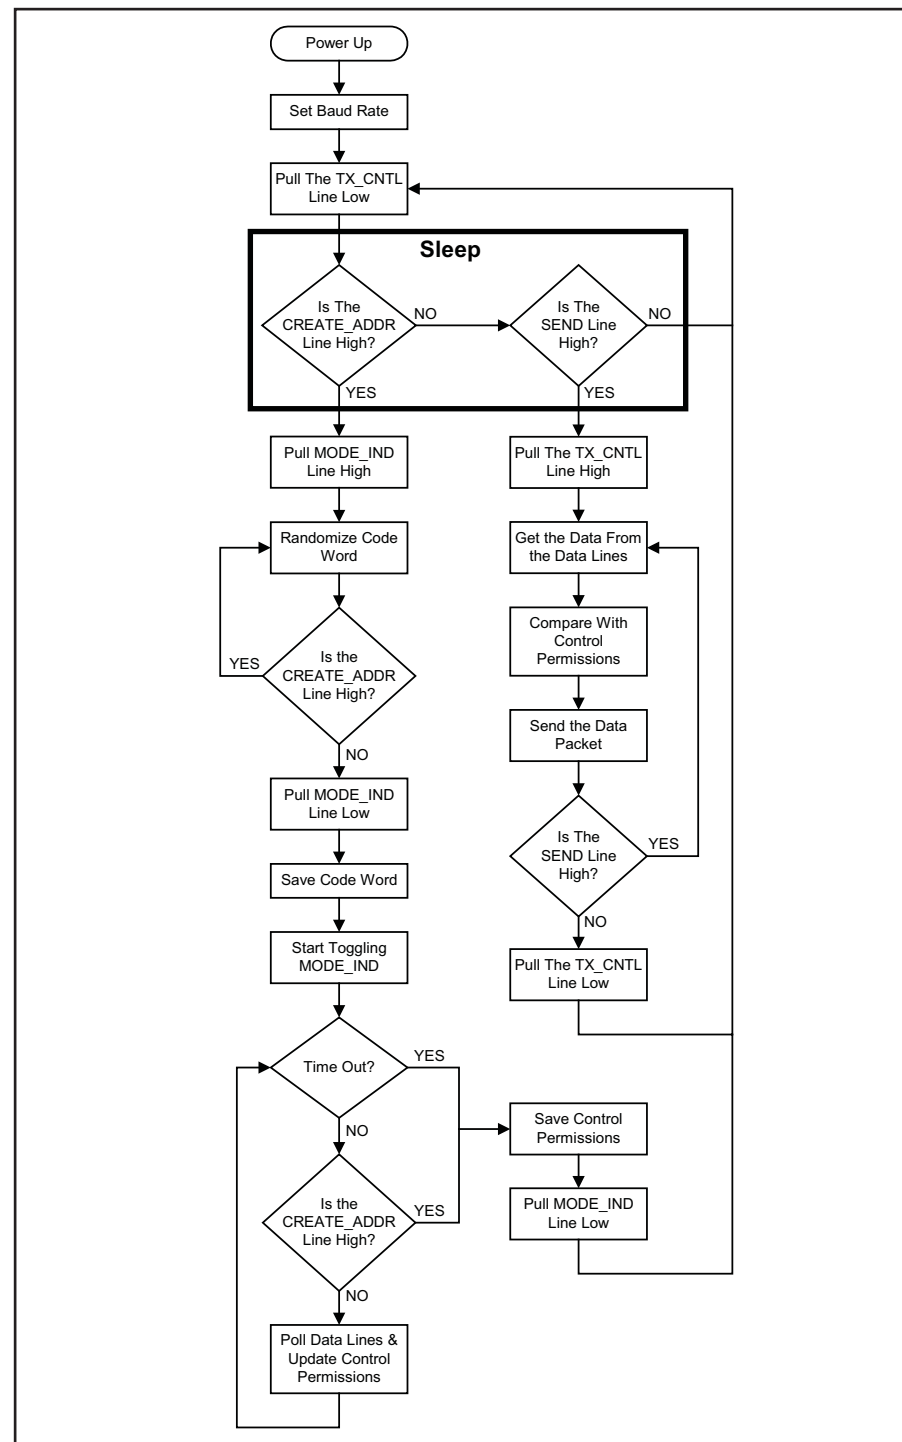 Power Up
Set Baud Rate
Pull The TX_CNTL
Line Low
Sleep
Is The
CREATE_ADDR
Line High?
NO
Is The
SEND Line
High?
NO
YES
YES
Pull MODE_IND
Line High
Pull The TX_CNTL
Line High
Randomize Code
Word
Get the Data From
the Data Lines
Compare With
Control
Permissions
YES
Is the
CREATE_ADDR
Line High?
Send the Data
Packet
NO
Pull MODE_IND
Line Low
Is The
SEND Line
High?
YES
Save Code Word
NO
Start Toggling
MODE_IND
Pull The TX_CNTL
Line Low
Time Out?
YES
NO
Save Control
Permissions
Is the
CREATE_ADDR
Line High?
YES
Pull MODE_IND
Line Low
NO
Poll Data Lines &
Update Control
Permissions